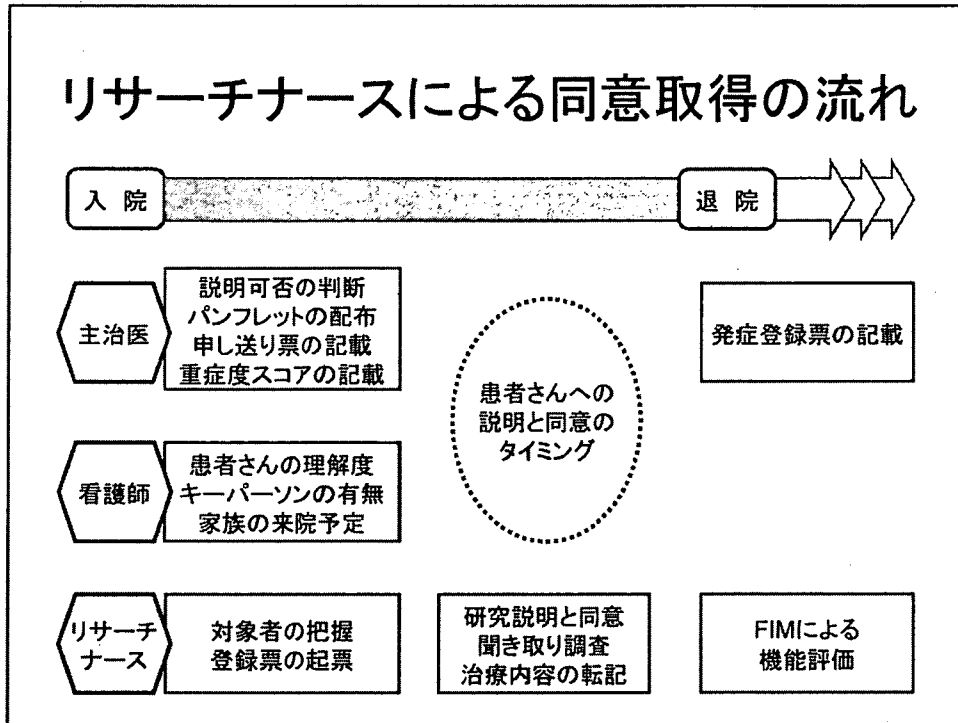 リサーチナースによる同意取得の流れ
入 院
退 院
主治医
説明可否の判断
パンフレットの配布
申し送り票の記載
重症度スコアの記載
患者さんへの
説明と同意の
タイミング
発症登録票の記載
看護師
患者さんの理解度
キーパーソンの有無
家族の来院予定
リサーチ
ナース
対象者の把握
登録票の起票
研究説明と同意
聞き取り調査
治療内容の転記
FIMによる
機能評価